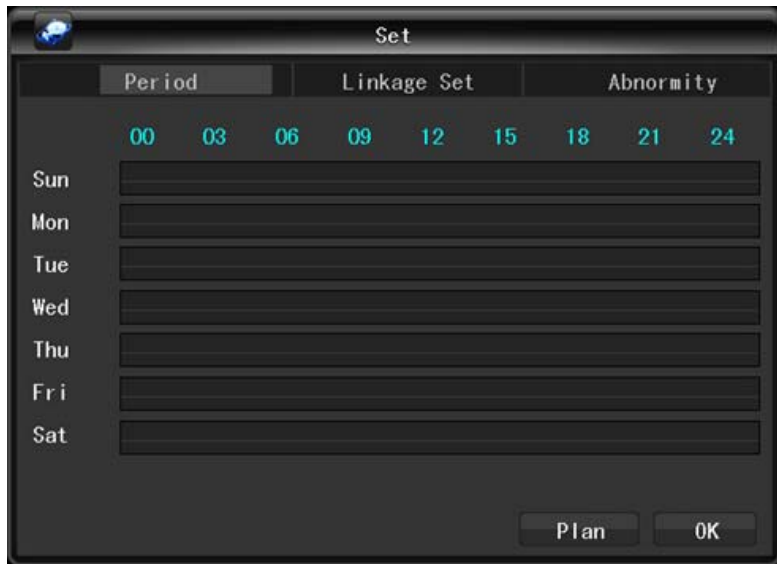 Set
Period Linkage Set Abnormity
00 03 06 09 12 15 18 21 24
Sun
Mon
Tue
Wed
Thu
Fri
Sat
Plan OK